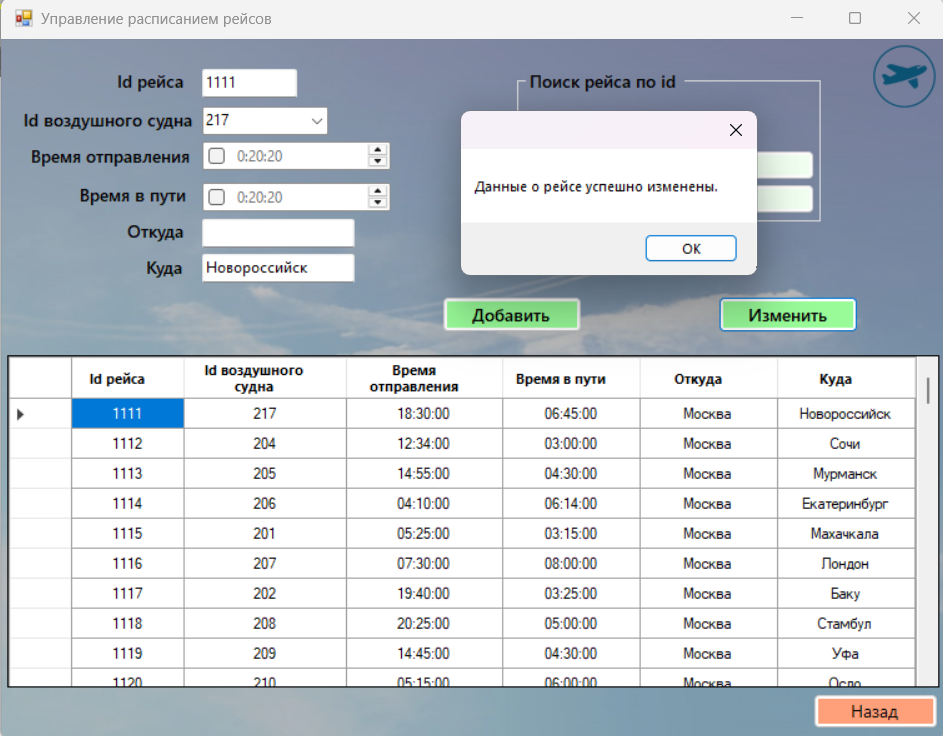 Управление расписанием рейсов
Id рейса 1111
Id воздушного судна 217
Время отправления 0:20:20
Время в пути 0:20:20
Откуда
Куда Новороссийск
Поиск рейса по id
Данные о рейсе успешно изменены.
ОК
Добавить
Изменить
Id рейса Id воздушного судна Время отправления Время в пути Откуда Куда
1111 217 18:30:00 06:45:00 Москва Новороссийск
1112 204 12:34:00 03:00:00 Москва Сочи
1113 205 14:55:00 04:30:00 Москва Мурманск
1114 206 04:10:00 06:14:00 Москва Екатеринбург
1115 201 05:25:00 03:15:00 Москва Махачкала
1116 207 07:30:00 08:00:00 Москва Лондон
1117 202 19:40:00 03:25:00 Москва Баку
1118 208 20:25:00 05:00:00 Москва Стамбул
1119 209 14:45:00 04:30:00 Москва Уфа
1120 210 05:15:00 06:00:00 Москва Осло
Назад